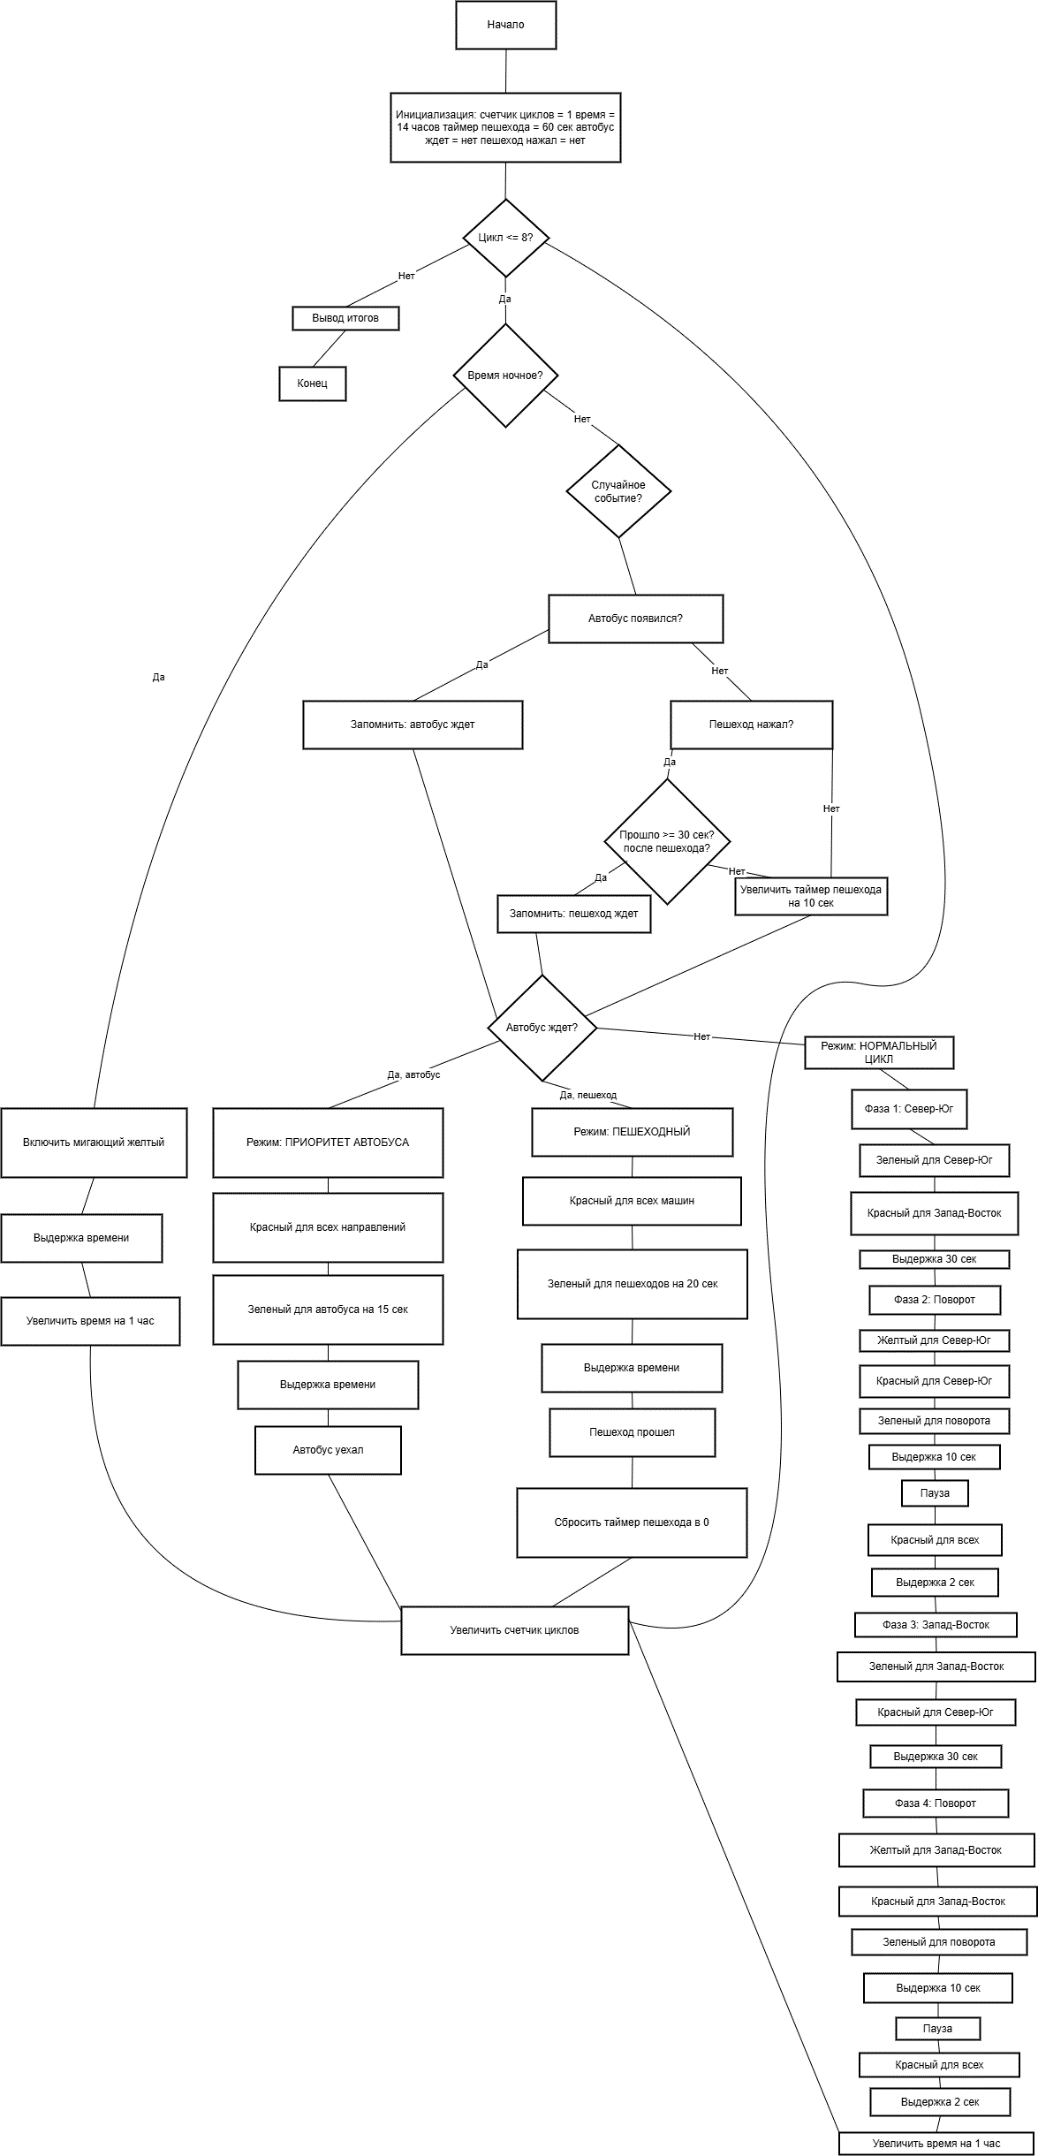 Начало
Инициализация: счетчик циклов = 1 время =
14 часов таймер пешехода = 60 сек автобус
ждет = нет пешеход нажал = нет
Цикл <= 8?
Нет
Да
Вывод итогов
Конец
Время ночное?
Нет
Случайное
событие?
Автобус появился?
Да
Да
Нет
Запомнить: автобус ждет
Пешеход нажал?
Да
Нет
Прошло >= 30 сек?
после пешехода?
Да
Нет
Увеличить таймер пешехода
на 10 сек
Запомнить: пешеход ждет
Автобус ждет?
Нет
Да, автобус
Да, пешеход
Включить мигающий желтый
Выдержка времени
Увеличить время на 1 час
Режим: ПРИОРИТЕТ АВТОБУСА
Красный для всех направлений
Зеленый для автобуса на 15 сек
Выдержка времени
Автобус уехал
Режим: ПЕШЕХОДНЫЙ
Красный для всех машин
Зеленый для пешеходов на 20 сек
Выдержка времени
Пешеход прошел
Сбросить таймер пешехода в 0
Увеличить счетчик циклов
Режим: НОРМАЛЬНЫЙ
ЦИКЛ
Фаза 1: Север-Юг
Зеленый для Север-Юг
Красный для Запад-Восток
Выдержка 30 сек
Фаза 2: Поворот
Желтый для Север-Юг
Красный для Север-Юг
Зеленый для поворота
Выдержка 10 сек
Пауза
Красный для всех
Выдержка 2 сек
Фаза 3: Запад-Восток
Зеленый для Запад-Восток
Красный для Север-Юг
Выдержка 30 сек
Фаза 4: Поворот
Желтый для Запад-Восток
Красный для Запад-Восток
Зеленый для поворота
Выдержка 10 сек
Пауза
Красный для всех
Выдержка 2 сек
Увеличить время на 1 час